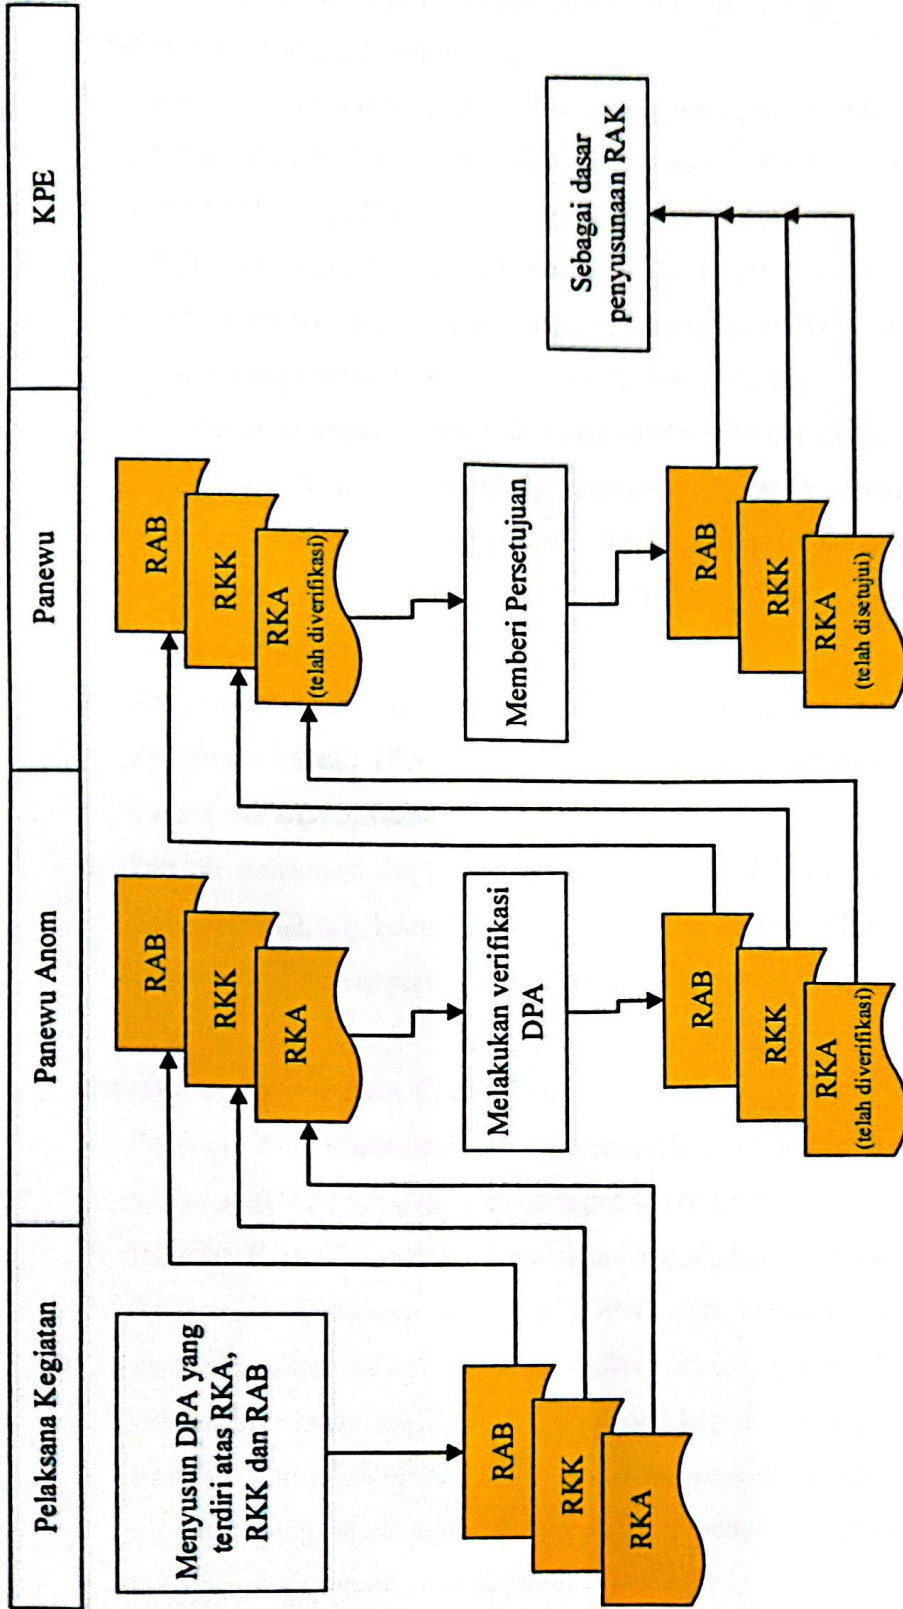 Pelaksana Kegiatan
Panewu Anom
Panewu
KPE
Menyusun DPA yang
terdiri atas RKA,
RKK dan RAB
RAB
RKK
RKA
RAB
RKK
RKA
Melakukan verifikasi
DPA
RAB
RKK
RKA
(telah diverifikasi)
RAB
RKK
RKA
(telah diverifikasi)
Memberi Persetujuan
RAB
RKK
RKA
(telah disetujui)
Sebagai dasar
penyusunaan RAK